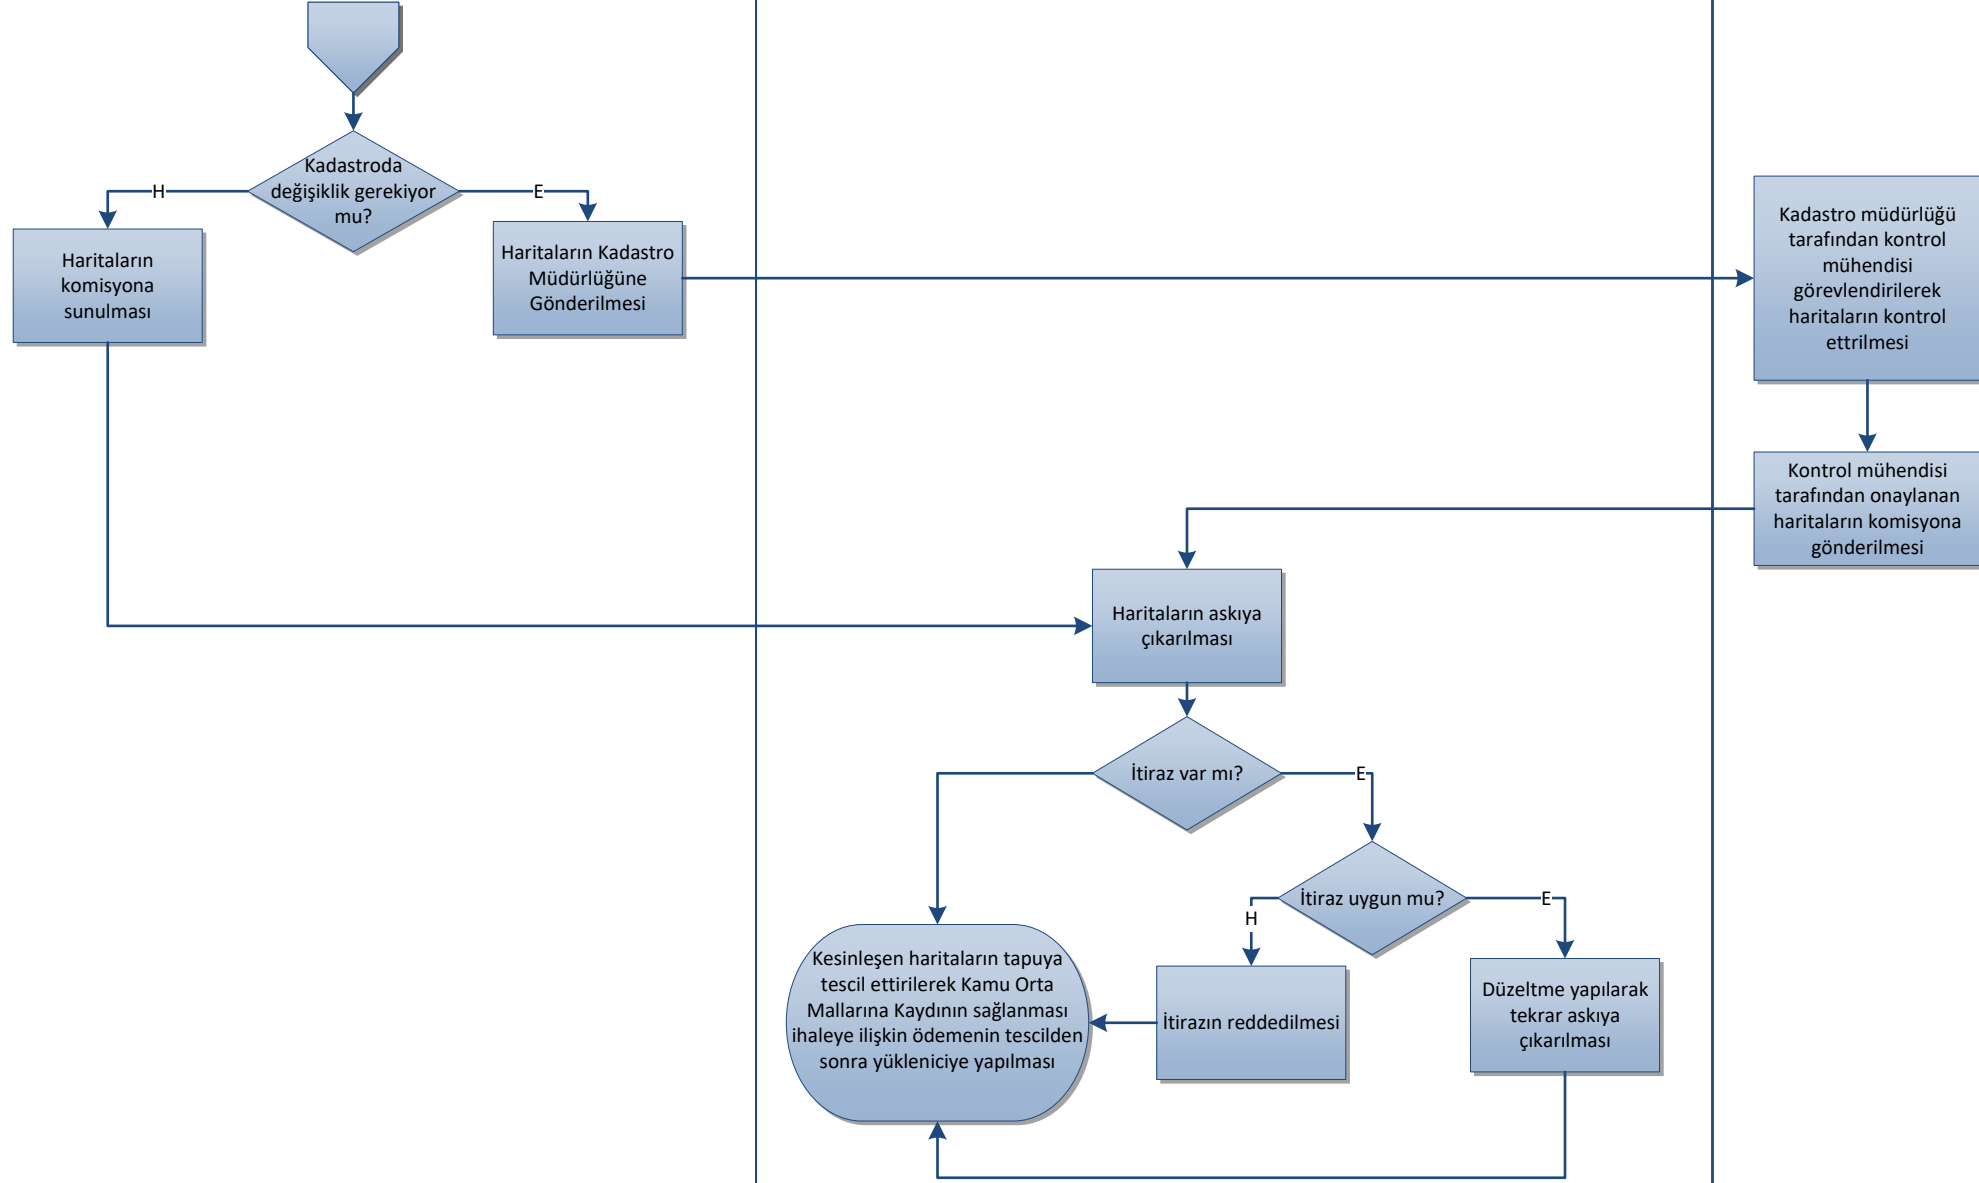 Kadastroda
değişiklik gerekiyor
mu?
H
E
Haritaların
komisyona
sunulması
Haritaların Kadastro
Müdürlüğüne
Gönderilmesi
Kadastro müdürlüğü
tarafından kontrol
mühendisi
görevlendirilerek
haritaların kontrol
ettrilmesi
Kontrol mühendisi
tarafından onaylanan
haritaların komisyona
gönderilmesi
Haritaların askıya
çıkarılması
İtiraz var mı?
E
İtiraz uygun mu?
H
E
Kesinleşen haritaların tapuya
tescil ettirilerek Kamu Orta
Mallarına Kaydının sağlanması
ihaleye ilişkin ödemenin tescilden
sonra yükleniciye yapılması
İtirazın reddedilmesi
Düzeltme yapılarak
tekrar askıya
çıkarılması